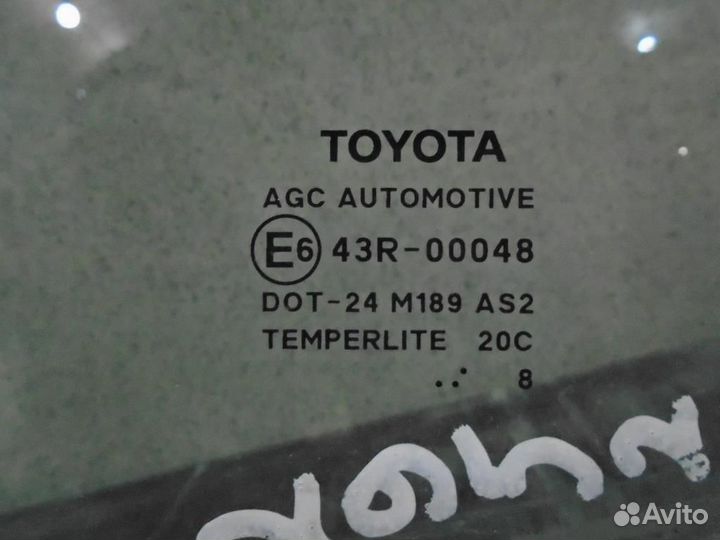 TOYOTA
AGC AUTOMOTIVE
E6 43R-00048
DOT-24 M189 AS2
TEMPERLITE 20C
..· 8
Avito